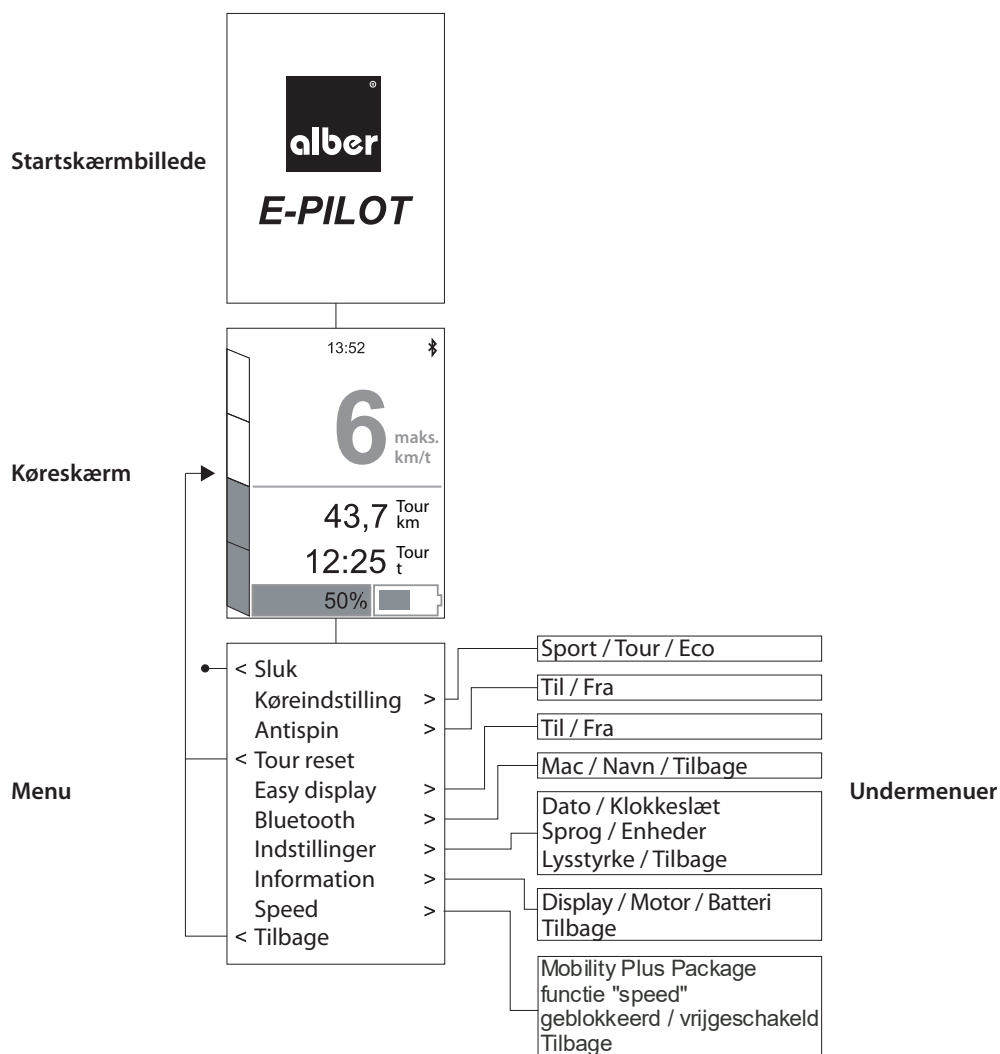 alber
Startskærmbillede
E-PILOT
13:52
6 maks.
km/t
Køreskærm
43,7 Tour
km
12:25 Tour
t
50%
< Sluk
Køreindstilling >
Antispin >
< Tour reset
Easy display >
Bluetooth >
Indstillinger >
Information >
Speed >
< Tilbage
Menu
Sport / Tour / Eco
Til / Fra
Til / Fra
Mac / Navn / Tilbage
Dato / Klokkeslæt
Sprog / Enheder
Lysstyrke / Tilbage
Display / Motor / Batteri
Tilbage
Mobility Plus Package
functie "speed"
geblokkeerd / vrijgeschakeld
Tilbage
Undermenuer